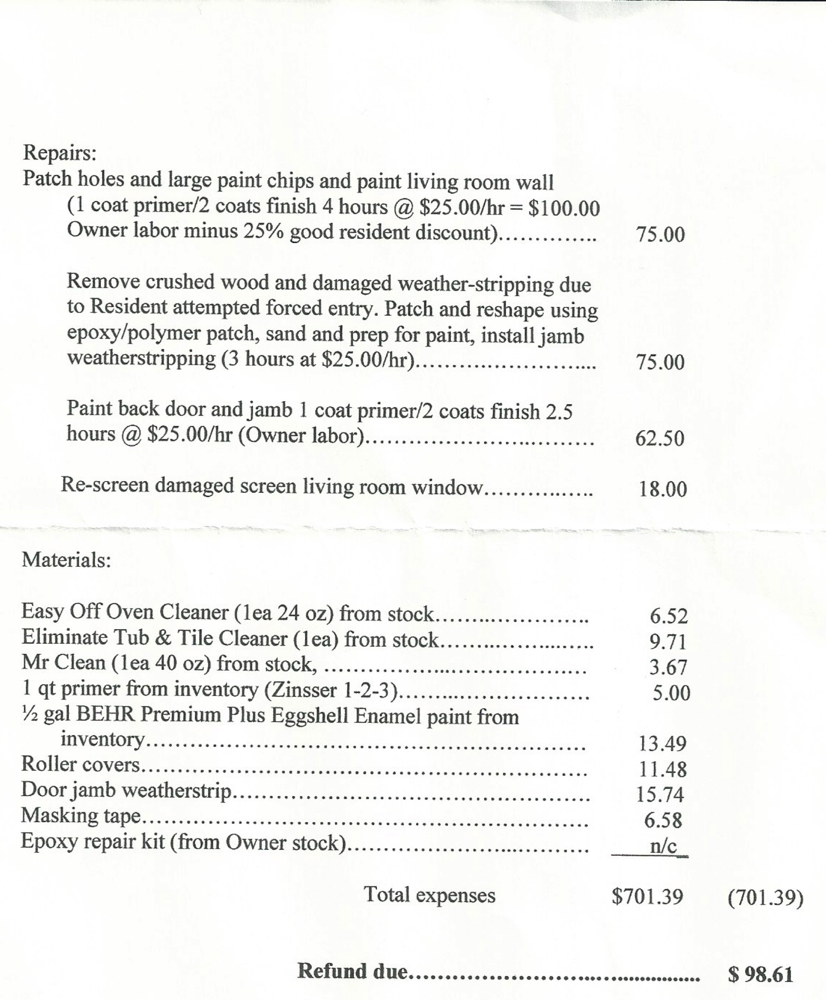 Repairs:
Patch holes and large paint chips and paint living room wall
(1 coat primer/2 coats finish 4 hours @ $25.00/hr = $100.00
Owner labor minus 25% good resident discount).............. 75.00
Remove crushed wood and damaged weather-stripping due
to Resident attempted forced entry. Patch and reshape using
epoxy/polymer patch, sand and prep for paint, install jamb
weatherstripping (3 hours at $25.00/hr)......................... 75.00
Paint back door and jamb 1 coat primer/2 coats finish 2.5
hours @ $25.00/hr (Owner labor)................................ 62.50
Re-screen damaged screen living room window............... 18.00
Materials:
Easy Off Oven Cleaner (1ea 24 oz) from stock...................... 6.52
Eliminate Tub & Tile Cleaner (1ea) from stock...................... 9.71
Mr Clean (1ea 40 oz) from stock, ..................................... 3.67
1 qt primer from inventory (Zinsser 1-2-3)........................... 5.00
½ gal BEHR Premium Plus Eggshell Enamel paint from
inventory............................................................. 13.49
Roller covers.............................................................. 11.48
Door jamb weatherstrip................................................. 15.74
Masking tape.............................................................. 6.58
Epoxy repair kit (from Owner stock).................................. n/c
Total expenses $701.39 (701.39)
Refund due................................................ $ 98.61